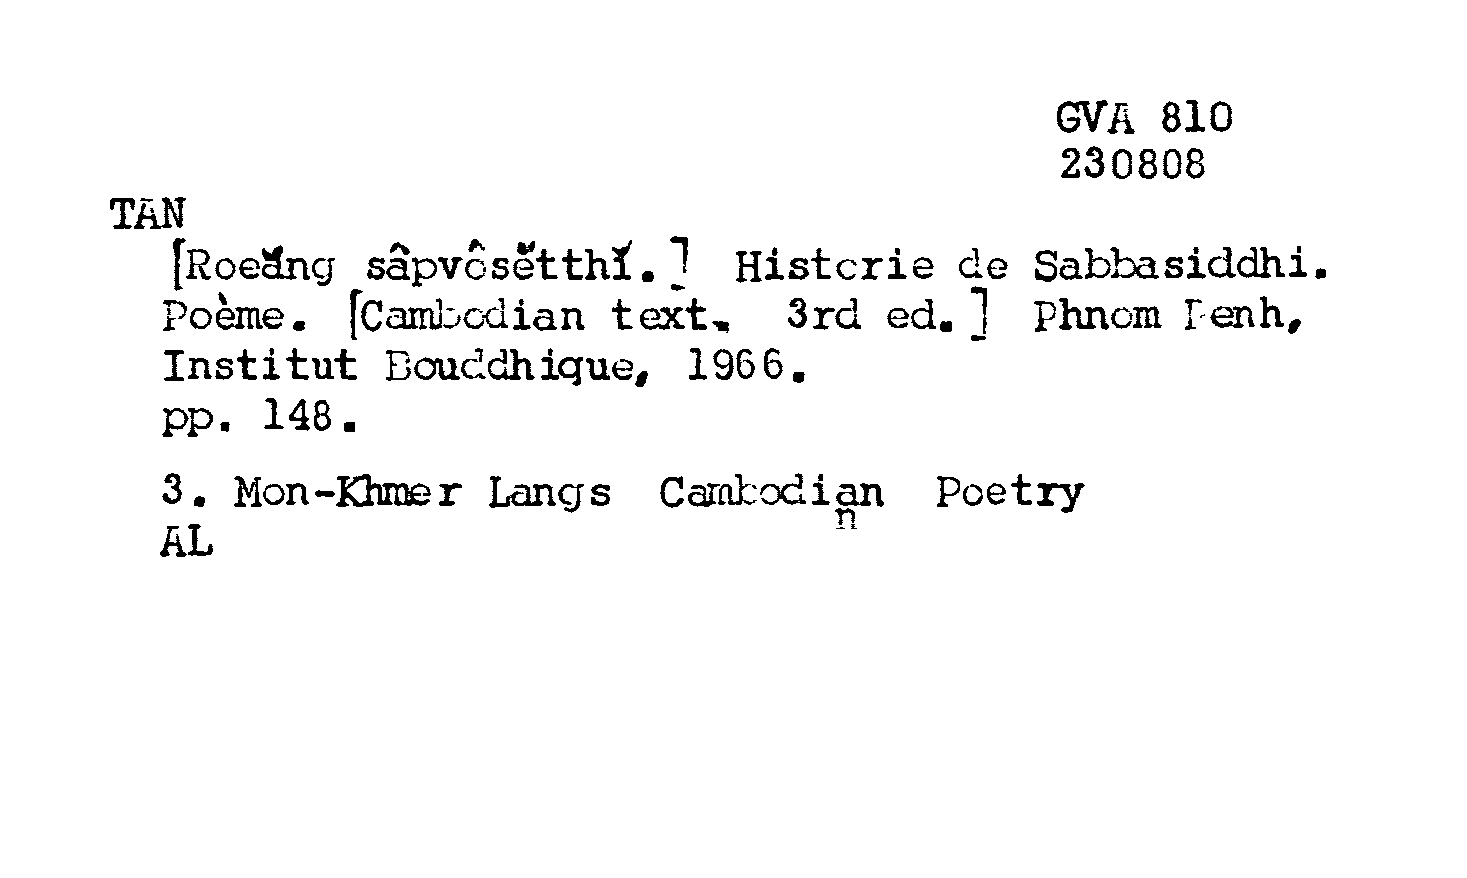 GVA 810
230808
TAN
[Roeăng sâpvôsĕtthĭ.] Historie de Sabbasiddhi.
Poème. [Cambodian text. 3rd ed.] Phnom Penh,
Institut Bouddhique, 1966.
pp. 148.
3. Mon-Khmer Langs Cambodian Poetry
n
AL